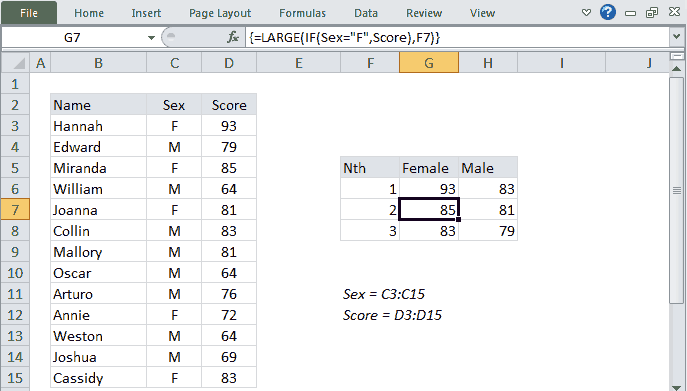 File Home Insert Page Layout Formulas Data Review View
G7 fx {=LARGE(IF(Sex="F",Score),F7)}
A B C D E F G H I J
1
2 Name Sex Score
3 Hannah F 93
4 Edward M 79
5 Miranda F 85 Nth Female Male
6 William M 64 1 93 83
7 Joanna F 81 2 85 81
8 Collin M 83 3 83 79
9 Mallory M 81
10 Oscar M 64
11 Arturo M 76 Sex = C3:C15
12 Annie F 72 Score = D3:D15
13 Weston M 64
14 Joshua M 69
15 Cassidy F 83